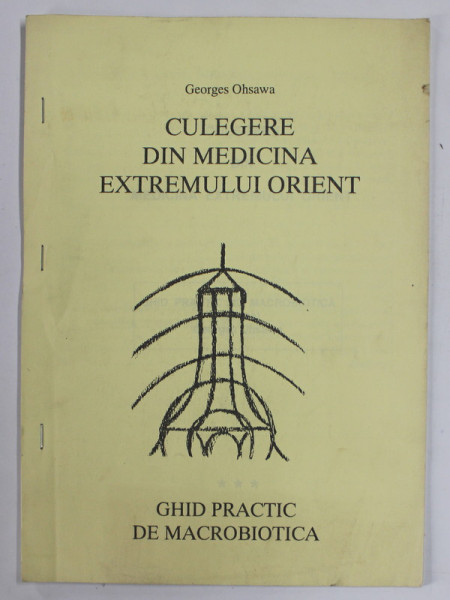 Georges Ohsawa
CULEGERE
DIN MEDICINA
EXTREMULUI ORIENT
* * *
GHID PRACTIC
DE MACROBIOTICA